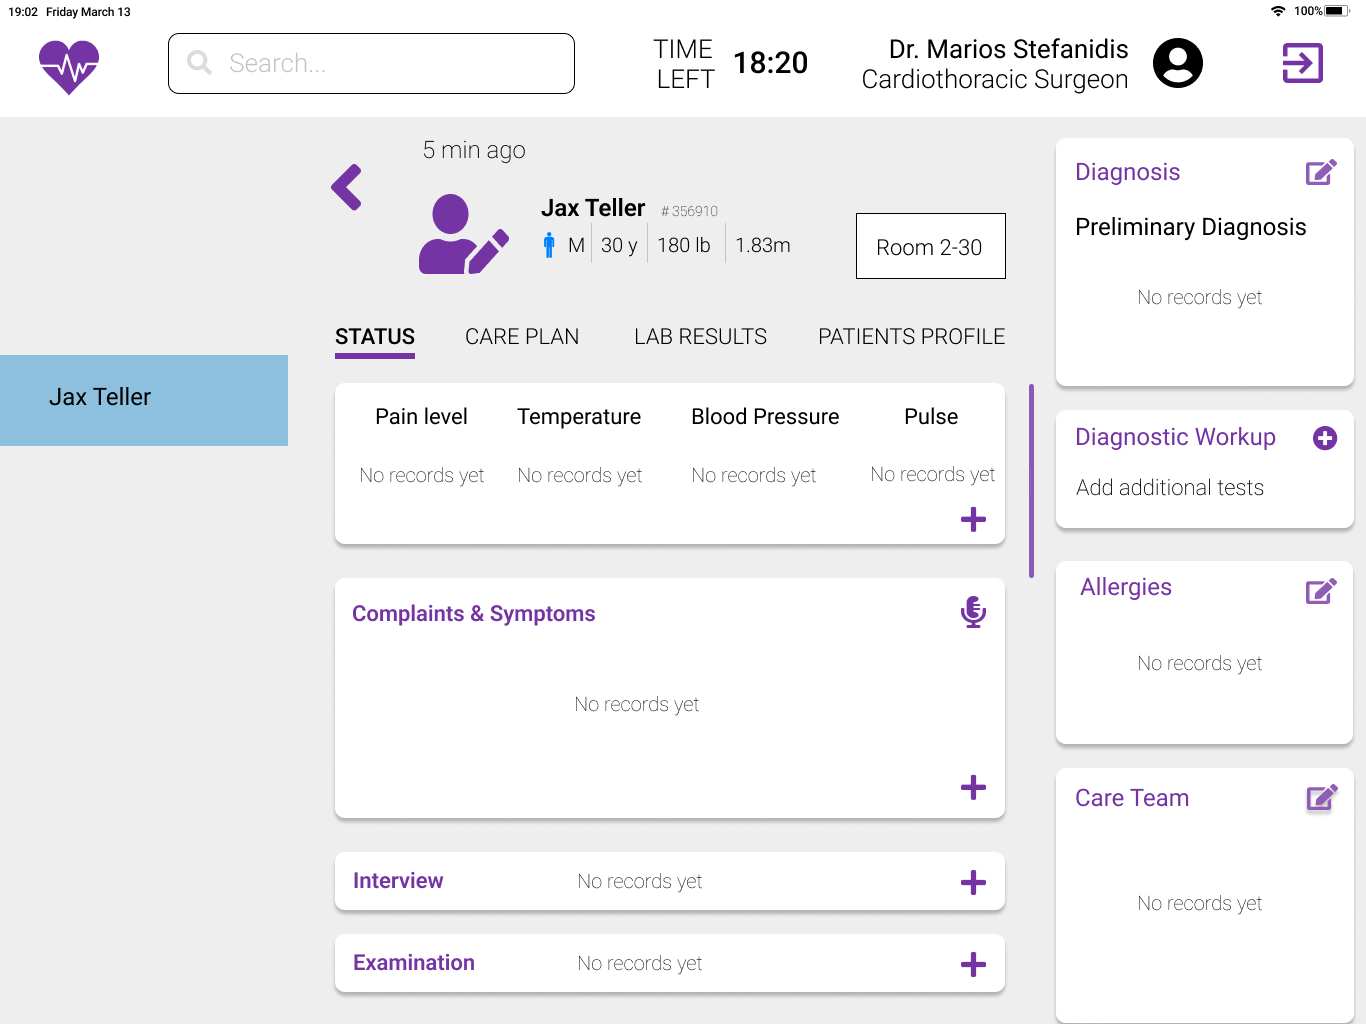 19:02 Friday March 13
100%
Search...
TIME
LEFT
18:20
Dr. Marios Stefanidis
Cardiothoracic Surgeon
5 min ago
Jax Teller # 356910
M 30 y 180 lb 1.83m
Room 2-30
STATUS CARE PLAN LAB RESULTS PATIENTS PROFILE
Jax Teller
Pain level Temperature Blood Pressure Pulse
No records yet No records yet No records yet No records yet
Complaints & Symptoms
No records yet
Interview No records yet
Examination No records yet
Diagnosis
Preliminary Diagnosis
No records yet
Diagnostic Workup
Add additional tests
Allergies
No records yet
Care Team
No records yet